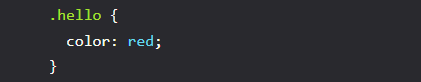 .hello {
  color: red;
}